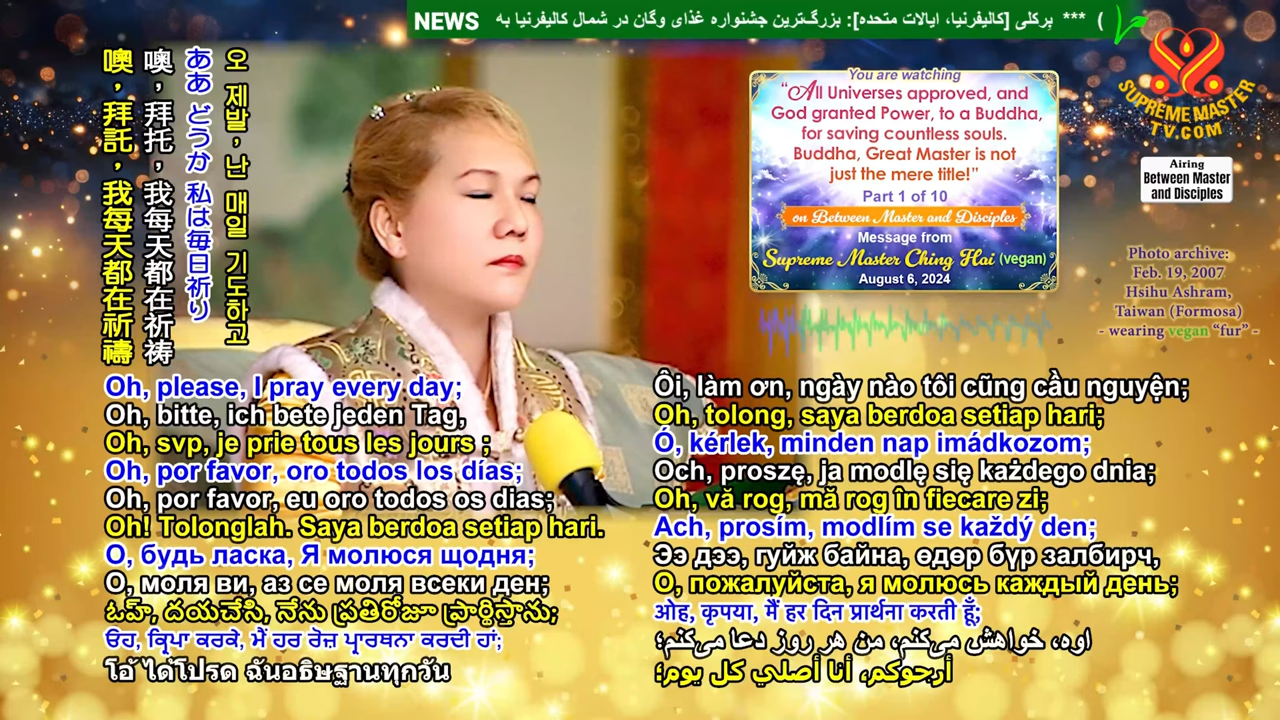 NEWS
( *** برکلی [کالیفرنیا، ایالات متحده]: بزرگ‌ترین جشنواره غذای وگان در شمال کالیفرنیا به
噢，拜託，我每天都在祈禱
噢，拜托，我每天都在祈祷
ああ どうか 私は毎日祈り
오 제발, 난 매일 기도하고
You are watching
“All Universes approved, and
God granted Power, to a Buddha,
for saving countless souls.
Buddha, Great Master is not
just the mere title!”
Part 1 of 10
on Between Master and Disciples
Message from
Supreme Master Ching Hai (vegan)
August 6, 2024
SUPREME MASTER
TV.COM
Airing
Between Master
and Disciples
Photo archive:
Feb. 19, 2007
Hsihu Ashram,
Taiwan (Formosa)
- wearing vegan “fur” -
Oh, please, I pray every day;
Oh, bitte, ich bete jeden Tag,
Oh, svp, je prie tous les jours ;
Oh, por favor, oro todos los días;
Oh, por favor, eu oro todos os dias;
Oh! Tolonglah. Saya berdoa setiap hari.
О, будь ласка, Я молюся щодня;
О, моля ви, аз се моля всеки ден;
ఓహ్, దయచేసి, నేను ప్రతిరోజూ ప్రార్థిస్తాను;
ਓਹ, ਕ੍ਰਿਪਾ ਕਰਕੇ, ਮੈਂ ਹਰ ਰੋਜ਼ ਪ੍ਰਾਰਥਨਾ ਕਰਦੀ ਹਾਂ;
โอ้ ได้โปรด ฉันอธิษฐานทุกวัน
Ôi, làm ơn, ngày nào tôi cũng cầu nguyện;
Oh, tolong, saya berdoa setiap hari;
Ó, kérlek, minden nap imádkozom;
Och, proszę, ja modlę się każdego dnia;
Oh, vă rog, mă rog în fiecare zi;
Ach, prosím, modlím se každý den;
Ээ дээ, гуйж байна, өдөр бүр залбирч,
О, пожалуйста, я молюсь каждый день;
ओह, कृपया, मैं हर दिन प्रार्थना करती हूँ;
اوه، خواهش می‌کنم، من هر روز دعا می‌کنم؛
أرجوكم، أنا أصلي كل يوم؛